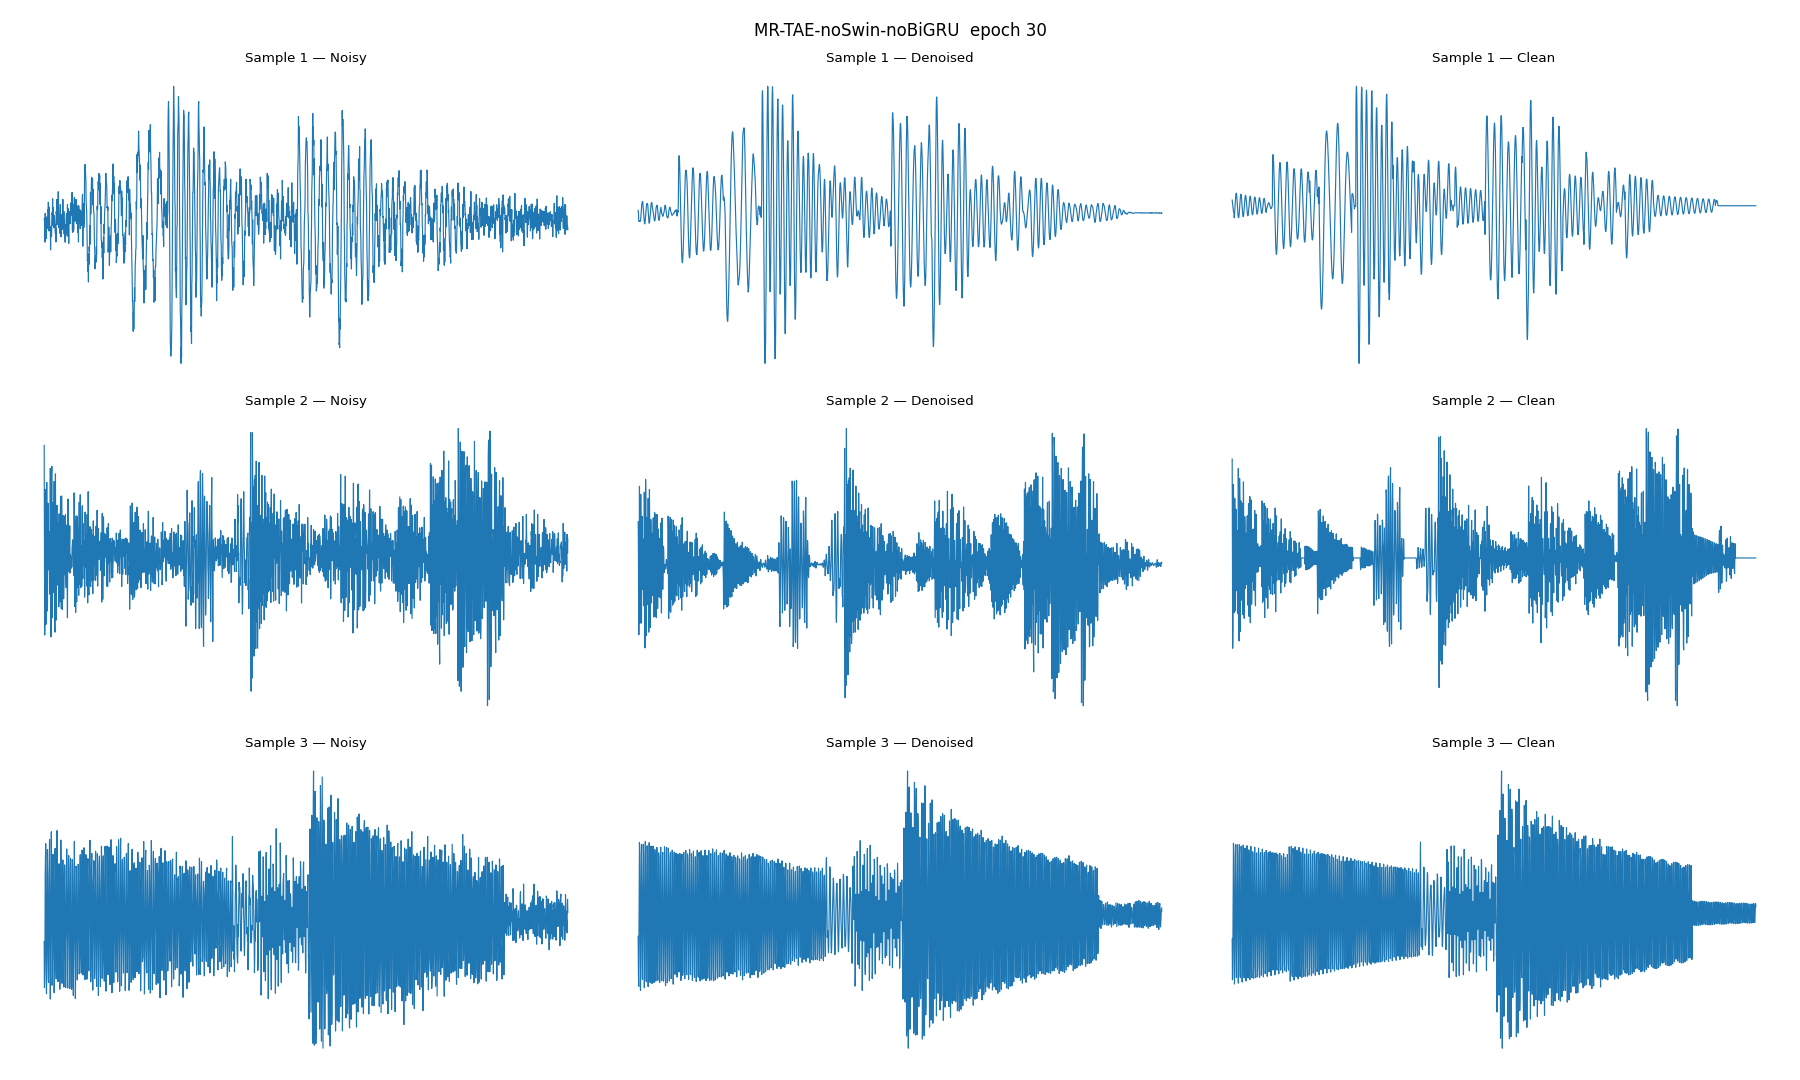 MR-TAE-noSwin-noBiGRU  epoch 30
Sample 1 — Noisy
Sample 1 — Denoised
Sample 1 — Clean
Sample 2 — Noisy
Sample 2 — Denoised
Sample 2 — Clean
Sample 3 — Noisy
Sample 3 — Denoised
Sample 3 — Clean